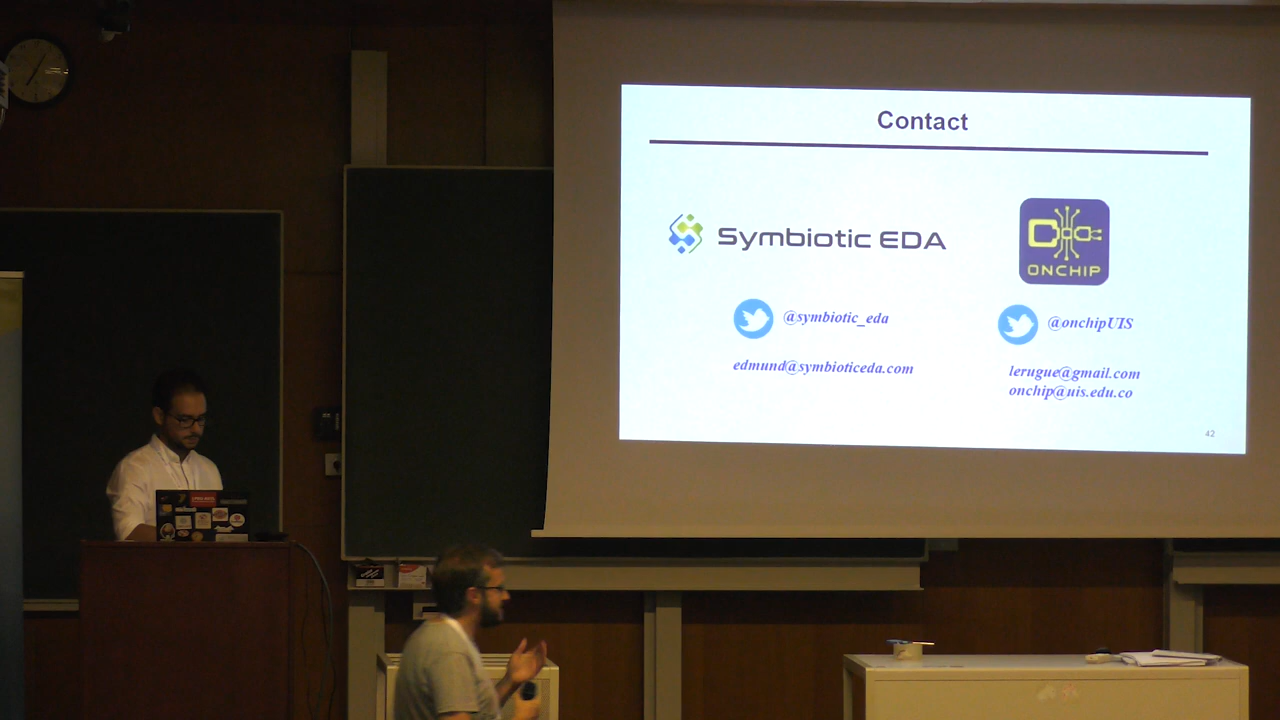 Contact
Symbiotic EDA
ONCHIP
@symbiotic_eda
@onchipUIS
edmund@symbioticeda.com
lerugue@gmail.com
onchip@uis.edu.co
42